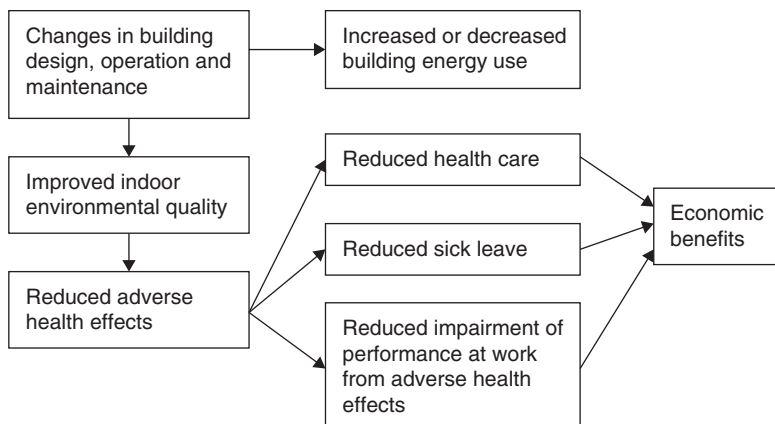 Changes in building
design, operation and
maintenance
Increased or decreased
building energy use
Improved indoor
environmental quality
Reduced health care
Economic
benefits
Reduced sick leave
Reduced adverse
health effects
Reduced impairment of
performance at work
from adverse health
effects